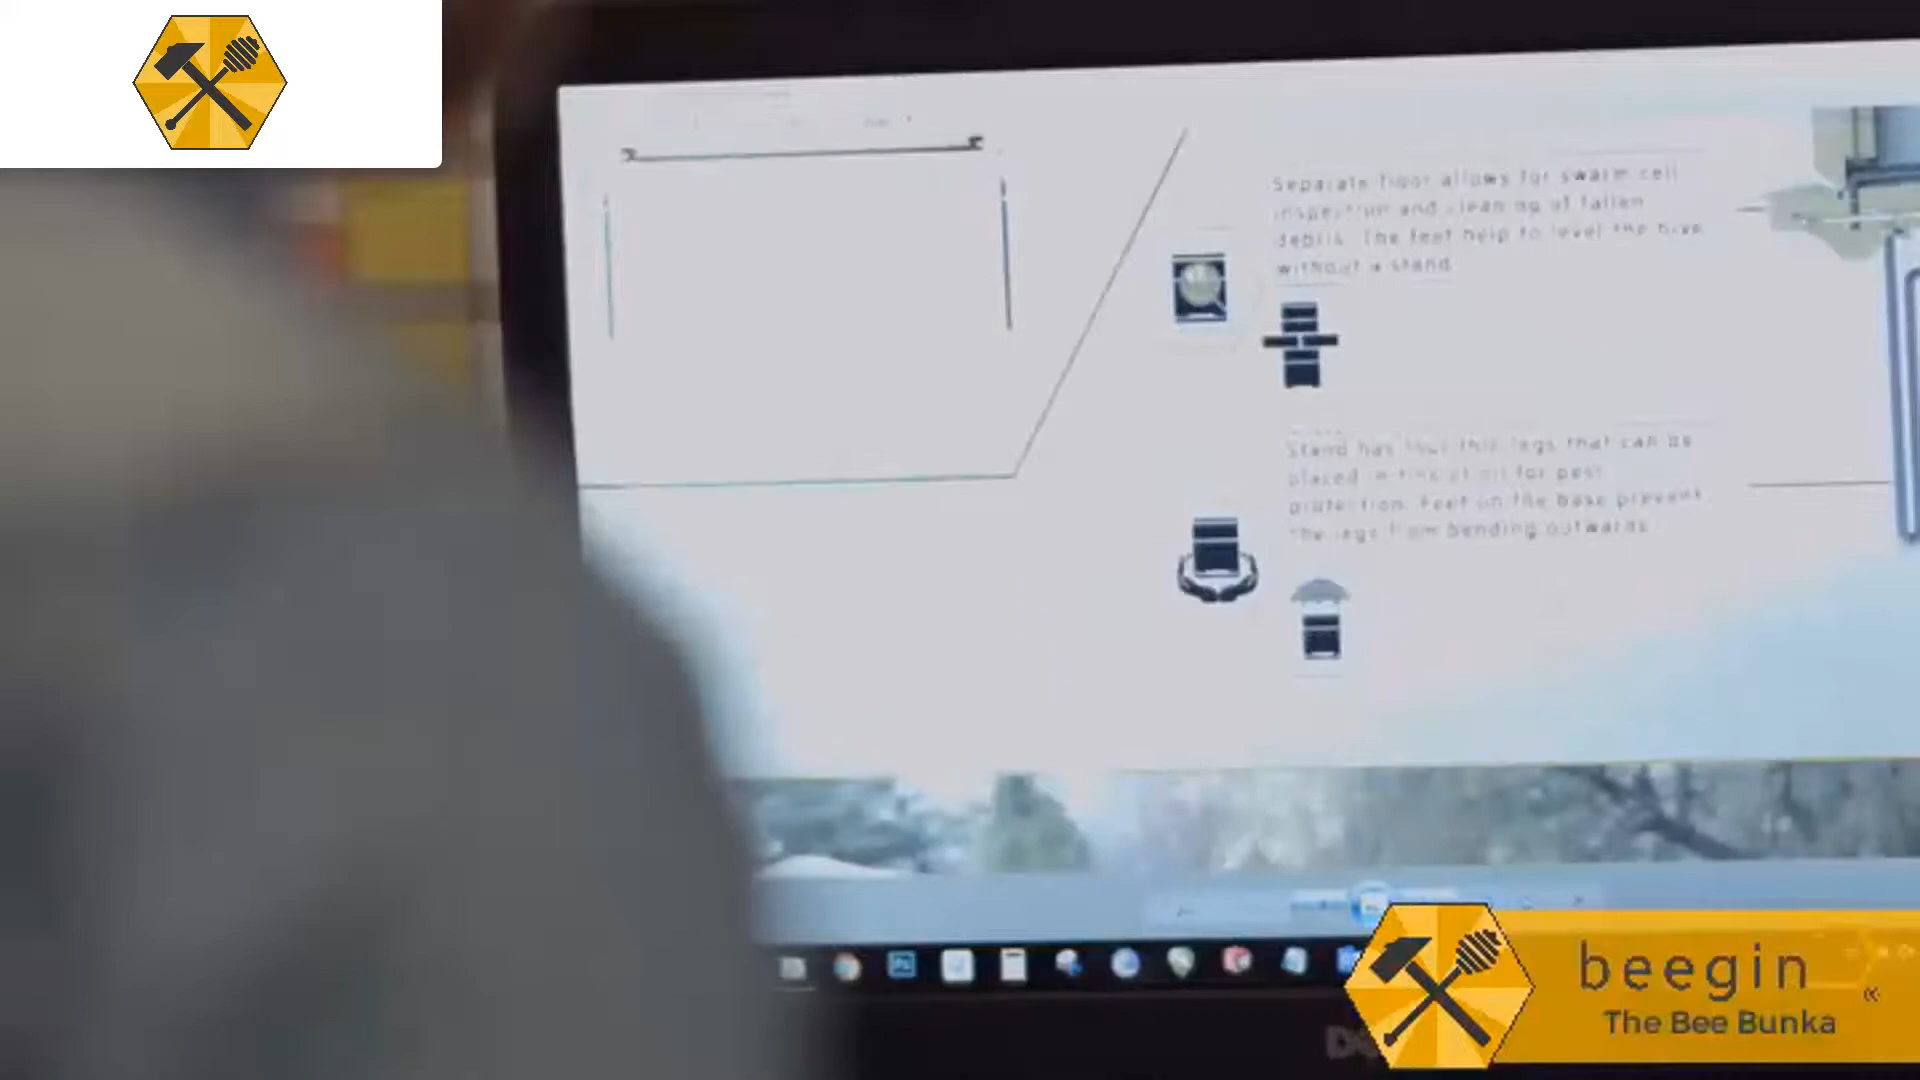 Separate floor allows for swarm cell
inspection and cleaning of fallen
debris. The feet help to level the hive
without a stand
Stand has four thin legs that can be
placed in tins of oil for pest
protection. Feet on the base prevent
the legs from bending outwards
Ps
beegin
The Bee Bunka
«